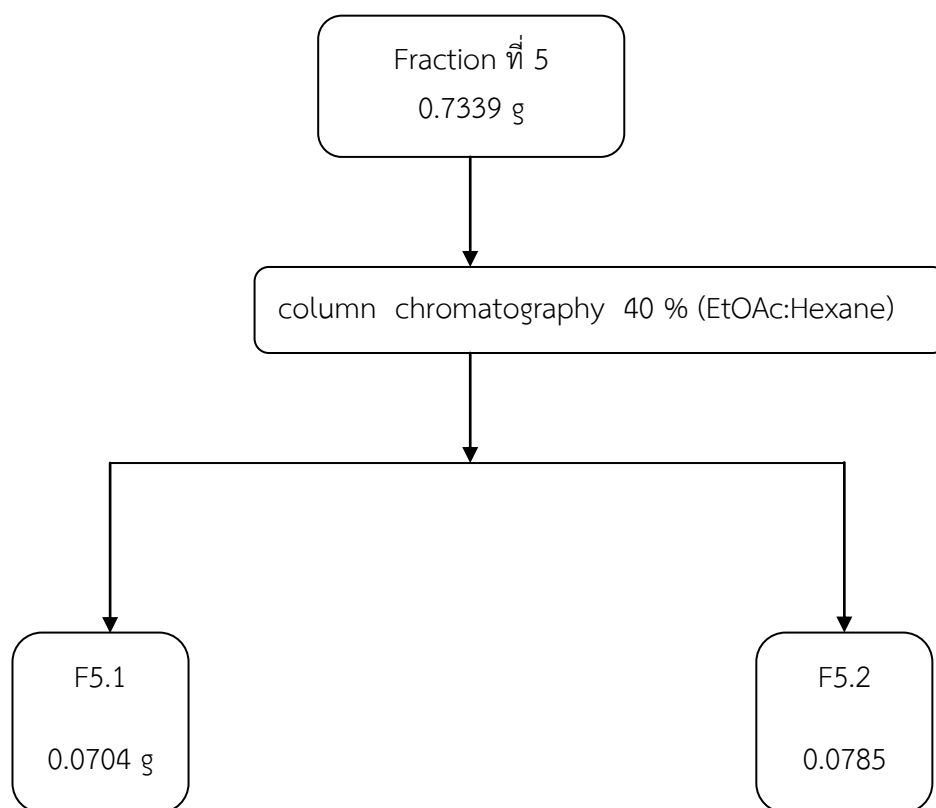 Fraction ที่ 5
0.7339 g
column chromatography 40 % (EtOAc:Hexane)
F5.1
0.0704 g
F5.2
0.0785